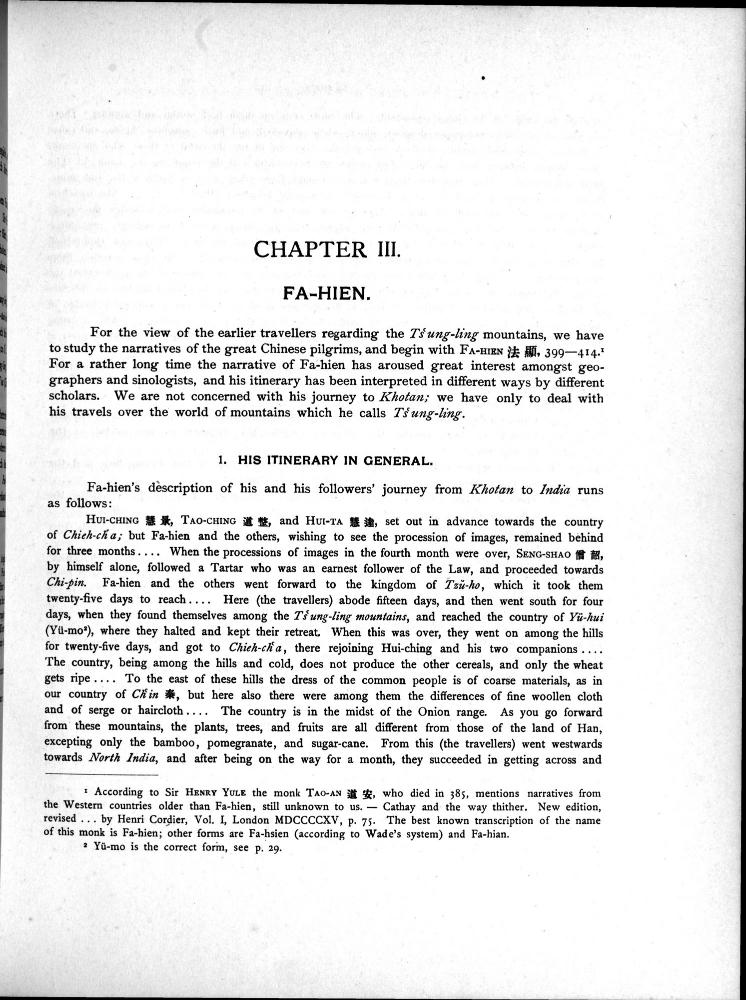 CHAPTER III.
FA-HIEN.
For the view of the earlier travellers regarding the Tśung-ling mountains, we have
to study the narratives of the great Chinese pilgrims, and begin with FA-HIEN 法 顯, 399—414.¹
For a rather long time the narrative of Fa-hien has aroused great interest amongst geo-
graphers and sinologists, and his itinerary has been interpreted in different ways by different
scholars. We are not concerned with his journey to Khotan; we have only to deal with
his travels over the world of mountains which he calls Tśung-ling.
1. HIS ITINERARY IN GENERAL.
Fa-hien's description of his and his followers' journey from Khotan to India runs
as follows:
HUI-CHING 慧 景, TAO-CHING 道 整, and HUI-TA 慧 達, set out in advance towards the country
of Chieh-ch'a; but Fa-hien and the others, wishing to see the procession of images, remained behind
for three months.... When the processions of images in the fourth month were over, SENG-SHAO 僧 韶,
by himself alone, followed a Tartar who was an earnest follower of the Law, and proceeded towards
Chi-pin. Fa-hien and the others went forward to the kingdom of Tzŭ-ho, which it took them
twenty-five days to reach.... Here (the travellers) abode fifteen days, and then went south for four
days, when they found themselves among the Tśung-ling mountains, and reached the country of Yü-hui
(Yü-mo²), where they halted and kept their retreat. When this was over, they went on among the hills
for twenty-five days, and got to Chieh-ch'a, there rejoining Hui-ching and his two companions....
The country, being among the hills and cold, does not produce the other cereals, and only the wheat
gets ripe.... To the east of these hills the dress of the common people is of coarse materials, as in
our country of Ch'in 秦, but here also there were among them the differences of fine woollen cloth
and of serge or haircloth.... The country is in the midst of the Onion range. As you go forward
from these mountains, the plants, trees, and fruits are all different from those of the land of Han,
excepting only the bamboo, pomegranate, and sugar-cane. From this (the travellers) went westwards
towards North India, and after being on the way for a month, they succeeded in getting across and
¹ According to Sir HENRY YULE the monk TAO-AN 道 安, who died in 385, mentions narratives from
the Western countries older than Fa-hien, still unknown to us. — Cathay and the way thither. New edition,
revised ... by Henri Cordier, Vol. I, London MDCCCCXV, p. 75. The best known transcription of the name
of this monk is Fa-hien; other forms are Fa-hsien (according to Wade's system) and Fa-hian.
² Yü-mo is the correct form, see p. 29.